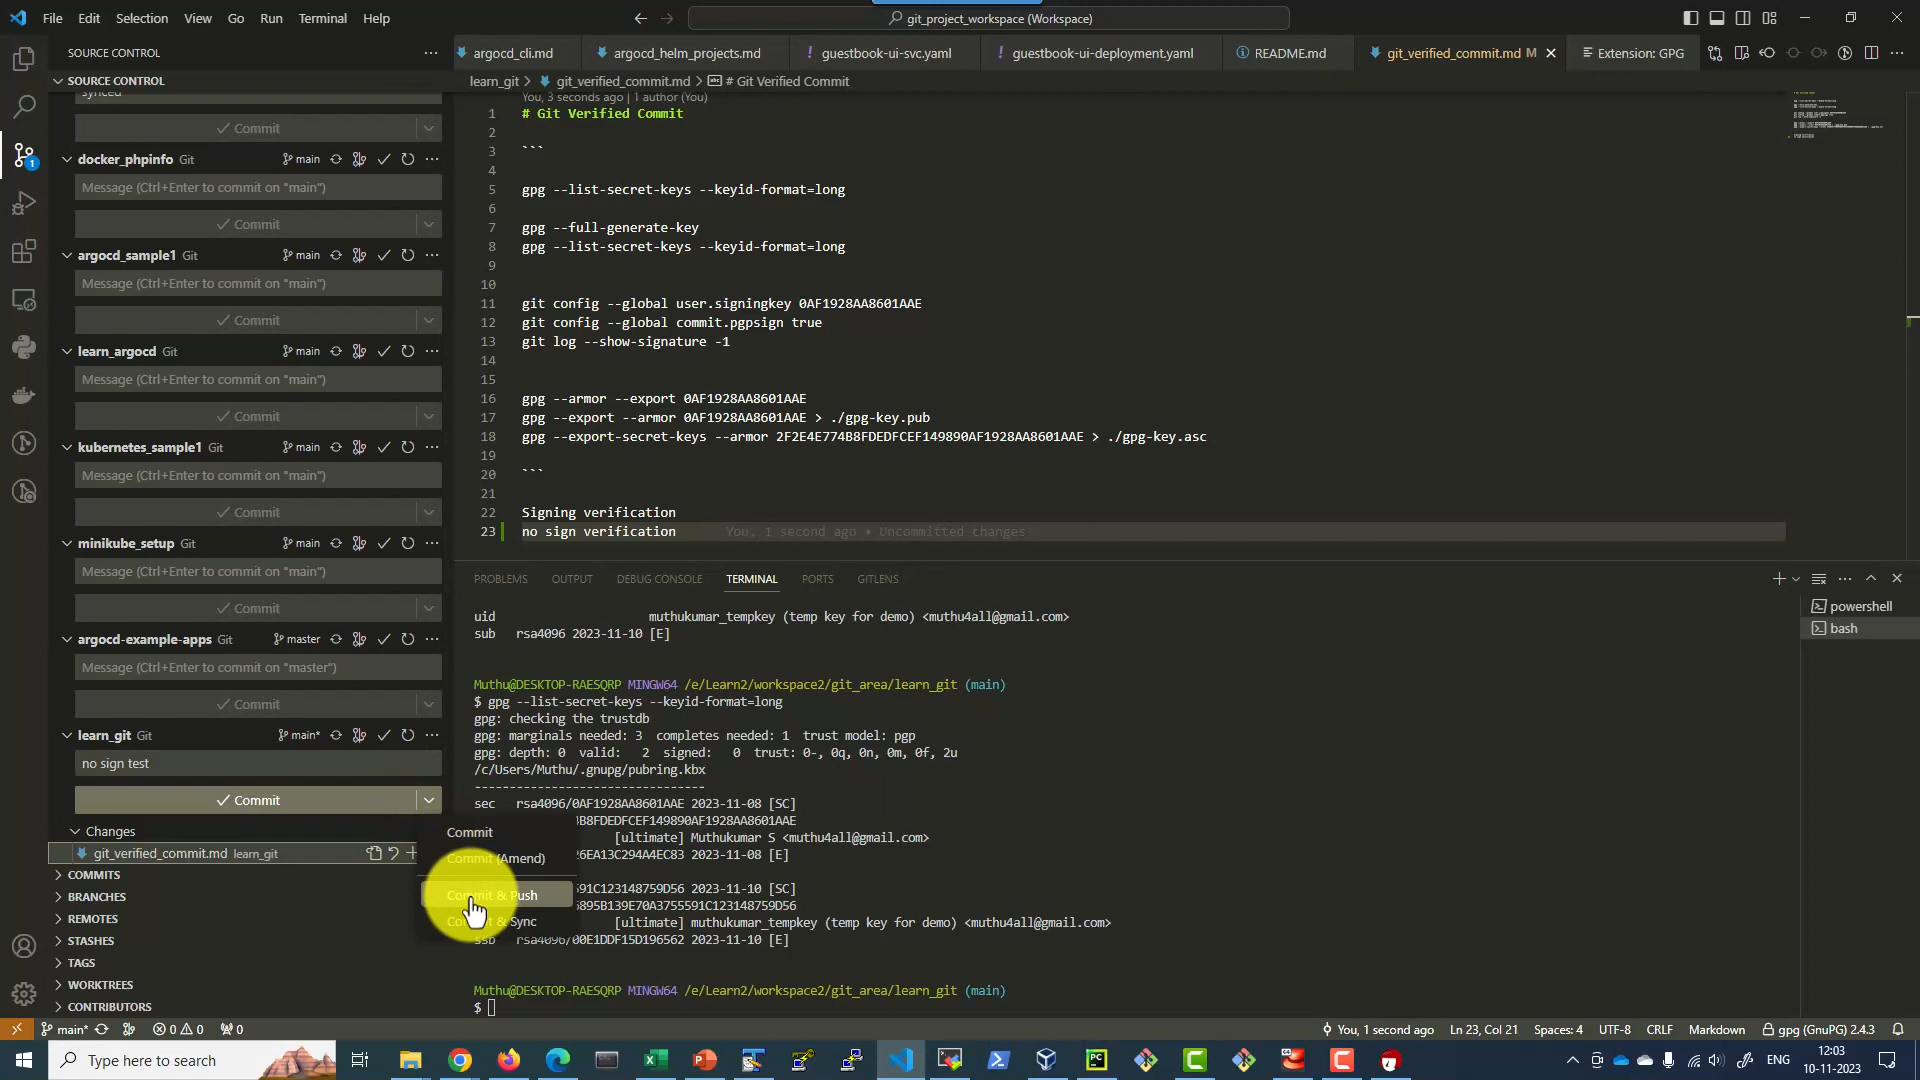 File Edit Selection View Go Run Terminal Help
git_project_workspace (Workspace)
SOURCE CONTROL
argocd_cli.md
argocd_helm_projects.md
guestbook-ui-svc.yaml
guestbook-ui-deployment.yaml
README.md
git_verified_commit.md M
Extension: GPG
SOURCE CONTROL
learn_git > git_verified_commit.md > # Git Verified Commit
synced
Commit
docker_phpinfo Git main
Message (Ctrl+Enter to commit on "main")
Commit
argocd_sample1 Git main
Message (Ctrl+Enter to commit on "main")
Commit
learn_argocd Git main
Message (Ctrl+Enter to commit on "main")
Commit
kubernetes_sample1 Git main
Message (Ctrl+Enter to commit on "main")
Commit
minikube_setup Git main
Message (Ctrl+Enter to commit on "main")
Commit
argocd-example-apps Git master
Message (Ctrl+Enter to commit on "master")
Commit
learn_git Git main*
no sign test
Commit
Changes
git_verified_commit.md learn_git
COMMITS
BRANCHES
REMOTES
STASHES
TAGS
WORKTREES
CONTRIBUTORS
Commit
Commit (Amend)
Commit & Push
Commit & Sync
You, 3 seconds ago | 1 author (You)
1 # Git Verified Commit
2
3 ```
4
5 gpg --list-secret-keys --keyid-format=long
6
7 gpg --full-generate-key
8 gpg --list-secret-keys --keyid-format=long
9
10
11 git config --global user.signingkey 0AF1928AA8601AAE
12 git config --global commit.pgpsign true
13 git log --show-signature -1
14
15
16 gpg --armor --export 0AF1928AA8601AAE
17 gpg --export --armor 0AF1928AA8601AAE > ./gpg-key.pub
18 gpg --export-secret-keys --armor 2F2E4E774B8FDEDFCEF149890AF1928AA8601AAE > ./gpg-key.asc
19
20 ```
21
22 Signing verification
23 no sign verification You, 1 second ago • Uncommitted changes
PROBLEMS OUTPUT DEBUG CONSOLE TERMINAL PORTS GITLENS
powershell
bash
uid muthukumar_tempkey (temp key for demo) <muthu4all@gmail.com>
sub rsa4096 2023-11-10 [E]
Muthu@DESKTOP-RAESQRP MINGW64 /e/Learn2/workspace2/git_area/learn_git (main)
$ gpg --list-secret-keys --keyid-format=long
gpg: checking the trustdb
gpg: marginals needed: 3 completes needed: 1 trust model: pgp
gpg: depth: 0 valid: 2 signed: 0 trust: 0-, 0q, 0n, 0m, 0f, 2u
/c/Users/Muthu/.gnupg/pubring.kbx
-------------------------------
sec rsa4096/0AF1928AA8601AAE 2023-11-08 [SC]
B8FDEDFCEF149890AF1928AA8601AAE
[ultimate] Muthukumar S <muthu4all@gmail.com>
6EA13C294A4EC83 2023-11-08 [E]
591C123148759D56 2023-11-10 [SC]
6895B139E70A3755591C123148759D56
[ultimate] muthukumar_tempkey (temp key for demo) <muthu4all@gmail.com>
ssb rsa4096/00E1DDF15D196562 2023-11-10 [E]
Muthu@DESKTOP-RAESQRP MINGW64 /e/Learn2/workspace2/git_area/learn_git (main)
$
main* 0 0 0
You, 1 second ago Ln 23, Col 21 Spaces: 4 UTF-8 CRLF Markdown gpg (GnuPG) 2.4.3
Type here to search
ENG
12:03
10-11-2023